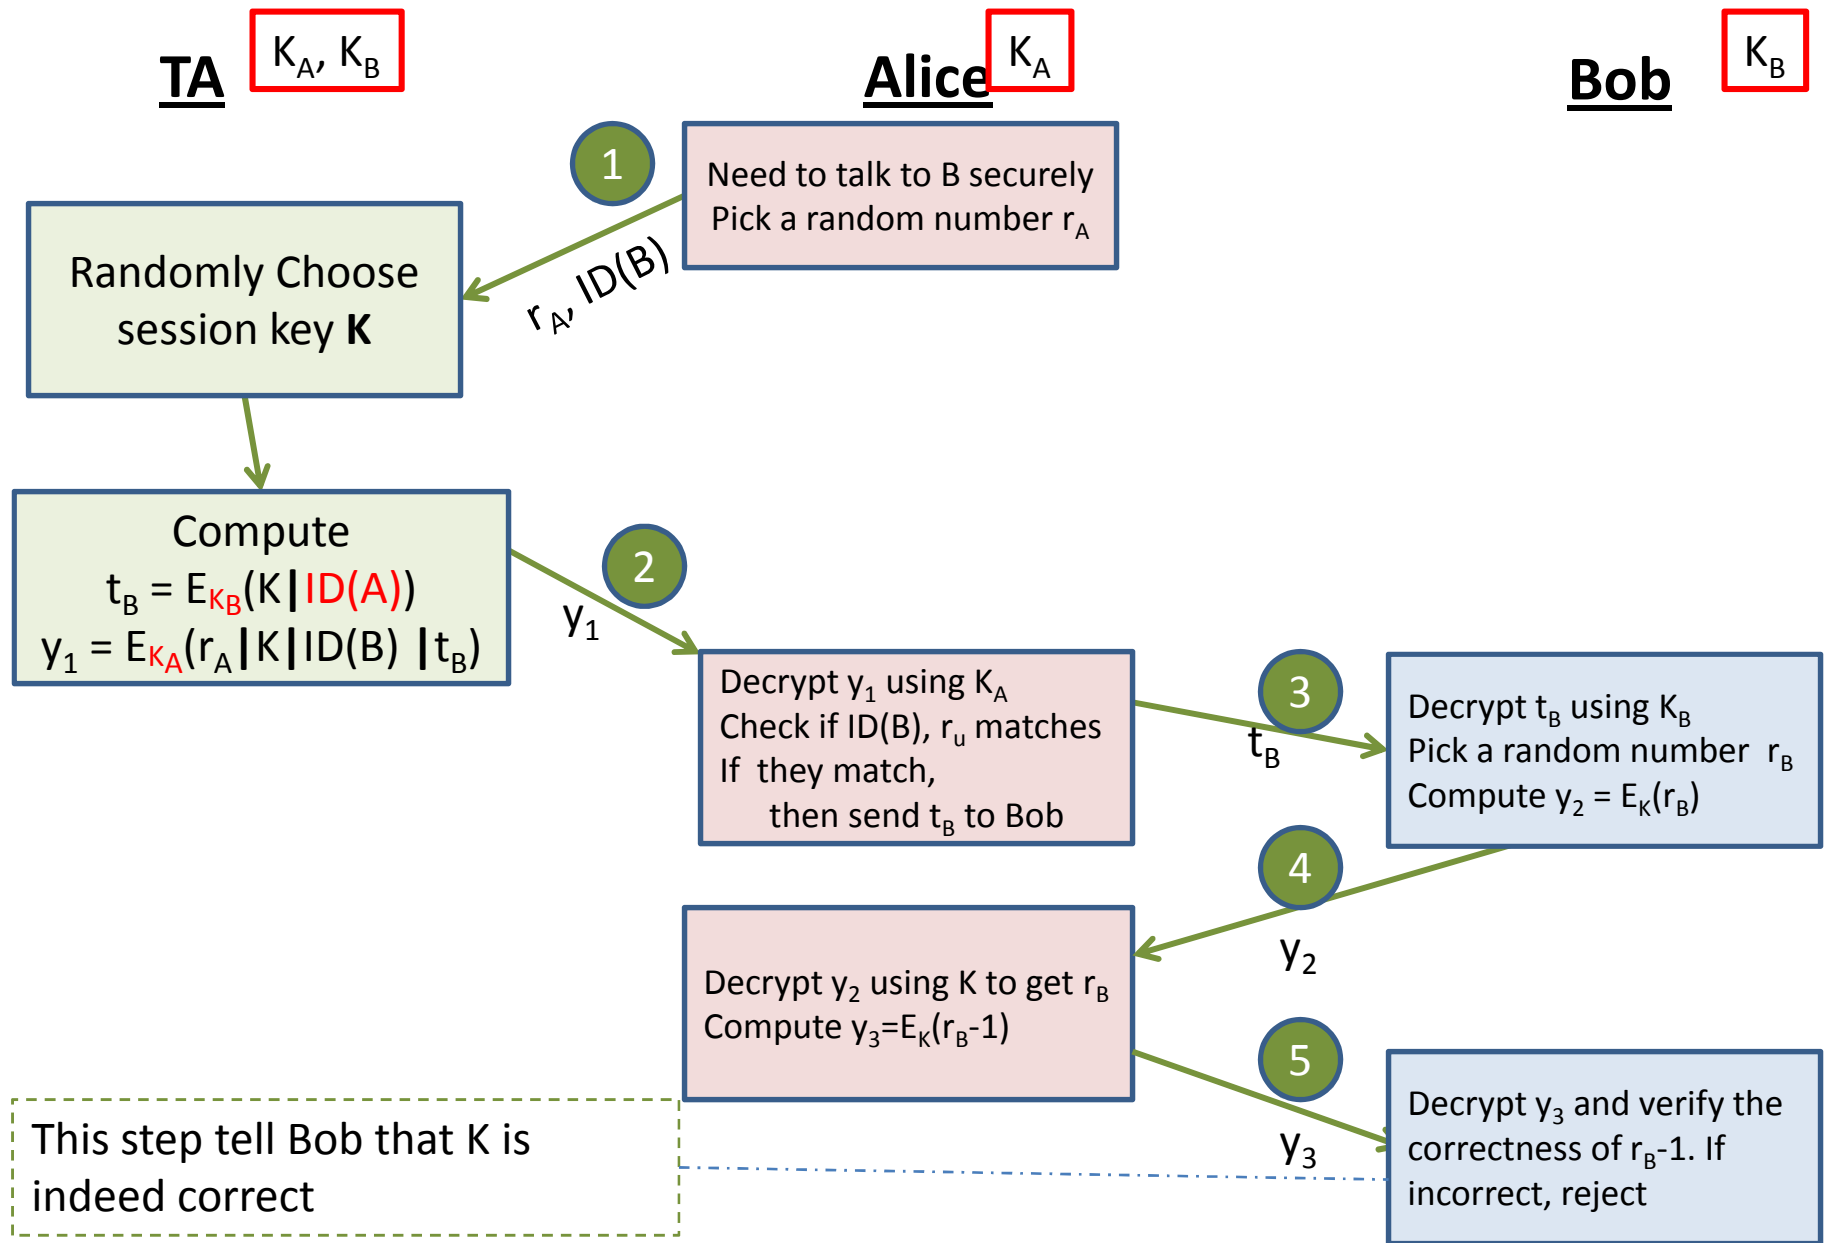 TA
K_A, K_B
Alice
K_A
Bob
K_B
1
Need to talk to B securely
Pick a random number r_A
r_A, ID(B)
Randomly Choose
session key K
Compute
t_B = E_K_B(K|ID(A))
y_1 = E_K_A(r_A|K|ID(B) |t_B)
2
y_1
Decrypt y_1 using K_A
Check if ID(B), r_u matches
If they match,
then send t_B to Bob
3
t_B
Decrypt t_B using K_B
Pick a random number r_B
Compute y_2 = E_K(r_B)
4
y_2
Decrypt y_2 using K to get r_B
Compute y_3=E_K(r_B-1)
5
y_3
Decrypt y_3 and verify the
correctness of r_B-1. If
incorrect, reject
This step tell Bob that K is
indeed correct